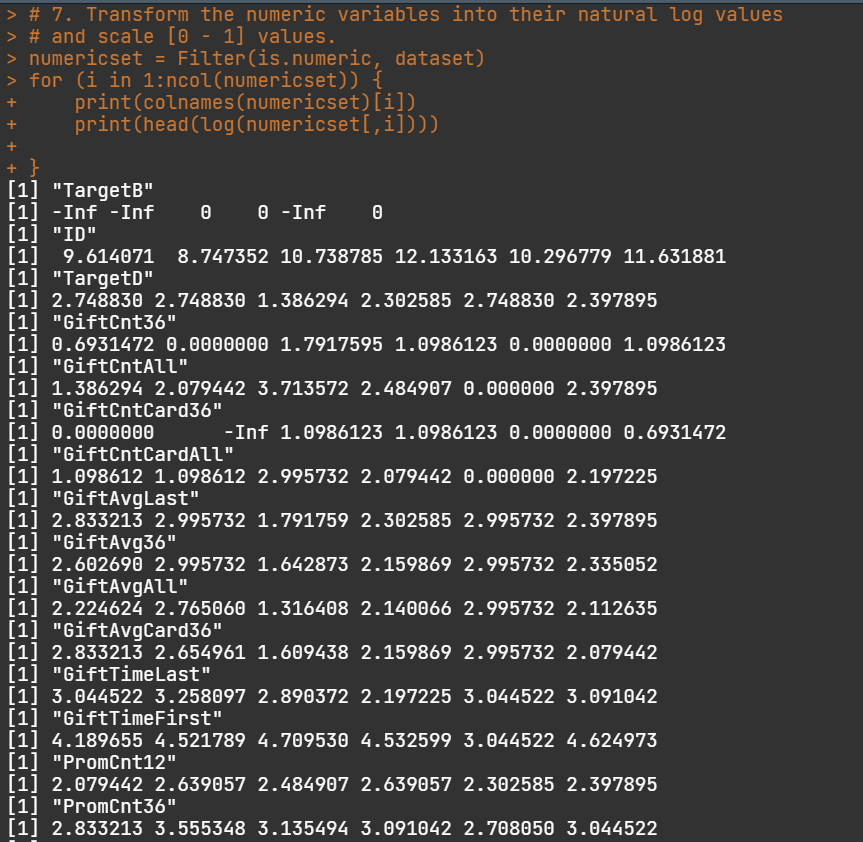 > # 7. Transform the numeric variables into their natural log values
> # and scale [0 - 1] values.
> numericset = Filter(is.numeric, dataset)
> for (i in 1:ncol(numericset)) {
+     print(colnames(numericset)[i])
+     print(head(log(numericset[,i])))
+
+ }
[1] "TargetB"
[1] -Inf -Inf    0    0 -Inf    0
[1] "ID"
[1]  9.614071  8.747352 10.738785 12.133163 10.296779 11.631881
[1] "TargetD"
[1] 2.748830 2.748830 1.386294 2.302585 2.748830 2.397895
[1] "GiftCnt36"
[1] 0.6931472 0.0000000 1.7917595 1.0986123 0.0000000 1.0986123
[1] "GiftCntAll"
[1] 1.386294 2.079442 3.713572 2.484907 0.000000 2.397895
[1] "GiftCntCard36"
[1] 0.0000000      -Inf 1.0986123 1.0986123 0.0000000 0.6931472
[1] "GiftCntCardAll"
[1] 1.098612 1.098612 2.995732 2.079442 0.000000 2.197225
[1] "GiftAvgLast"
[1] 2.833213 2.995732 1.791759 2.302585 2.995732 2.397895
[1] "GiftAvg36"
[1] 2.602690 2.995732 1.642873 2.159869 2.995732 2.335052
[1] "GiftAvgAll"
[1] 2.224624 2.765060 1.316408 2.140066 2.995732 2.112635
[1] "GiftAvgCard36"
[1] 2.833213 2.654961 1.609438 2.159869 2.995732 2.079442
[1] "GiftTimeLast"
[1] 3.044522 3.258097 2.890372 2.197225 3.044522 3.091042
[1] "GiftTimeFirst"
[1] 4.189655 4.521789 4.709530 4.532599 3.044522 4.624973
[1] "PromCnt12"
[1] 2.079442 2.639057 2.484907 2.639057 2.302585 2.397895
[1] "PromCnt36"
[1] 2.833213 3.555348 3.135494 3.091042 2.708050 3.044522